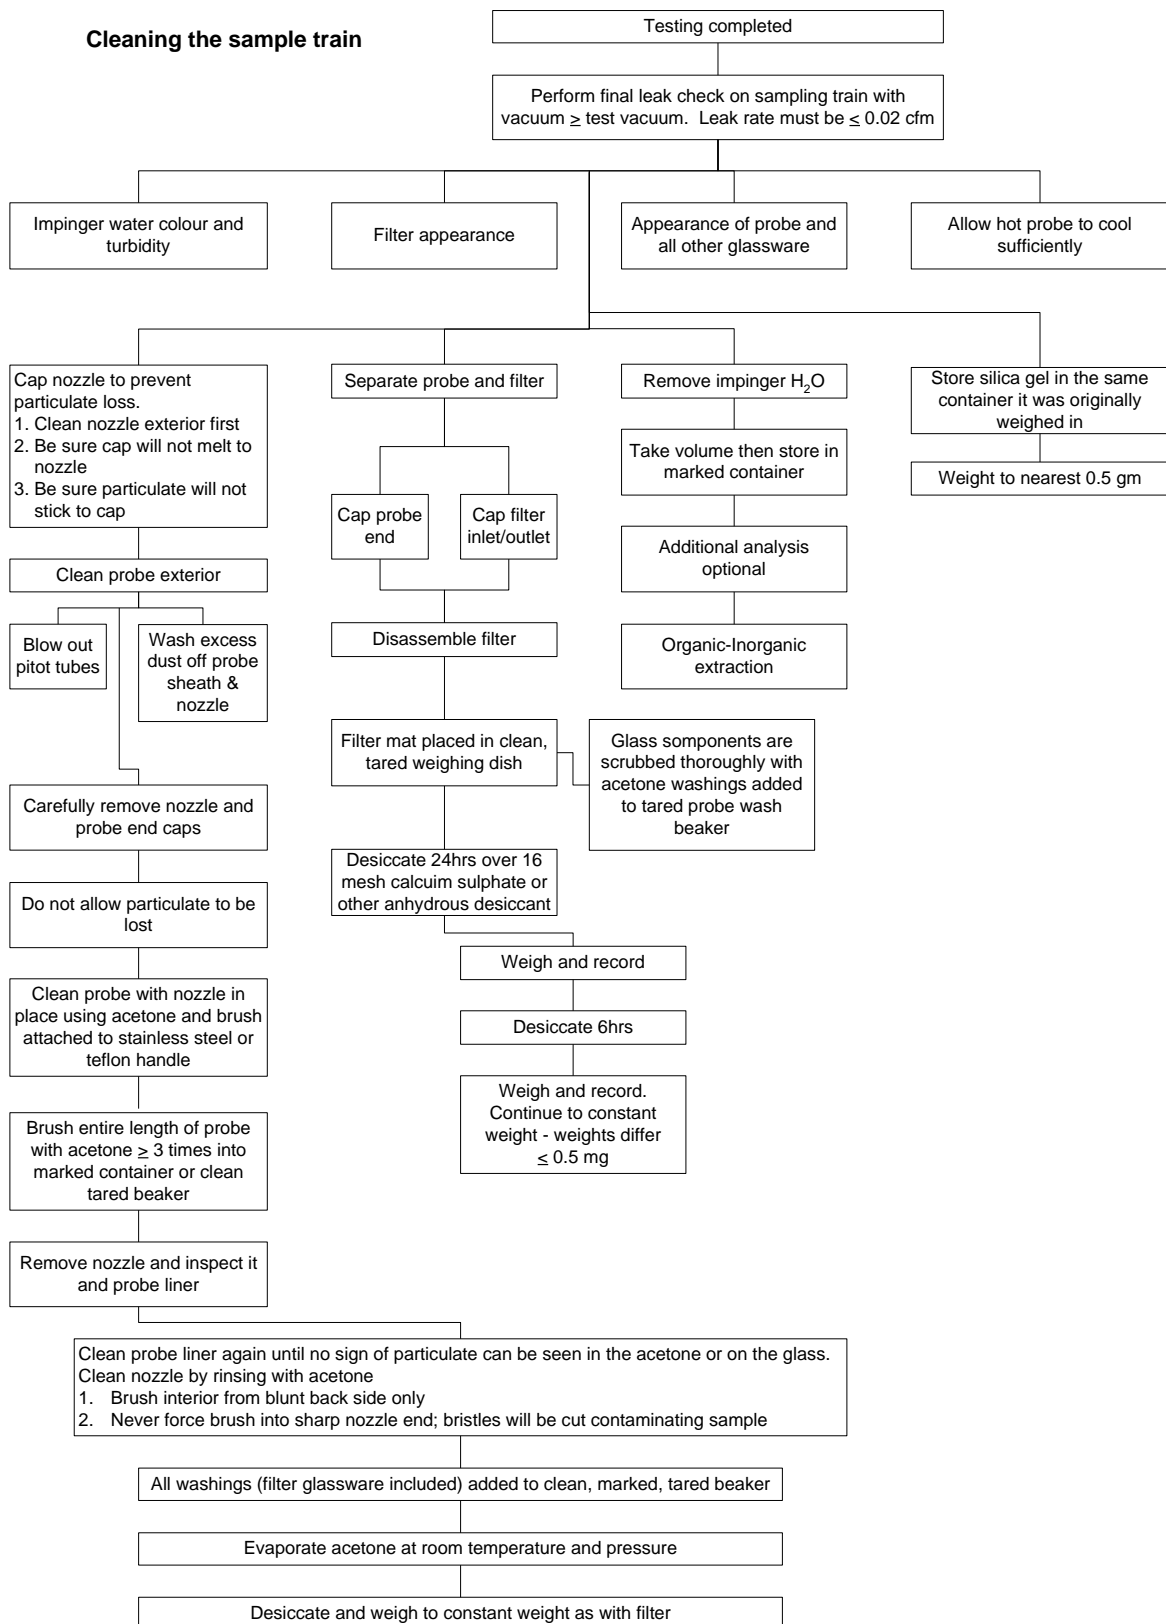 Cleaning the sample train
Testing completed
Perform final leak check on sampling train with
vacuum ≥ test vacuum. Leak rate must be ≤ 0.02 cfm
Impinger water colour and
turbidity
Filter appearance
Appearance of probe and
all other glassware
Allow hot probe to cool
sufficiently
Cap nozzle to prevent
particulate loss.
1. Clean nozzle exterior first
2. Be sure cap will not melt to
nozzle
3. Be sure particulate will not
stick to cap
Clean probe exterior
Blow out
pitot tubes
Wash excess
dust off probe
sheath &
nozzle
Carefully remove nozzle and
probe end caps
Do not allow particulate to be
lost
Clean probe with nozzle in
place using acetone and brush
attached to stainless steel or
teflon handle
Brush entire length of probe
with acetone ≥ 3 times into
marked container or clean
tared beaker
Remove nozzle and inspect it
and probe liner
Separate probe and filter
Cap probe
end
Cap filter
inlet/outlet
Disassemble filter
Filter mat placed in clean,
tared weighing dish
Glass somponents are
scrubbed thoroughly with
acetone washings added
to tared probe wash
beaker
Desiccate 24hrs over 16
mesh calcuim sulphate or
other anhydrous desiccant
Weigh and record
Desiccate 6hrs
Weigh and record.
Continue to constant
weight - weights differ
≤ 0.5 mg
Remove impinger H2O
Take volume then store in
marked container
Additional analysis
optional
Organic-Inorganic
extraction
Store silica gel in the same
container it was originally
weighed in
Weight to nearest 0.5 gm
Clean probe liner again until no sign of particulate can be seen in the acetone or on the glass.
Clean nozzle by rinsing with acetone
1. Brush interior from blunt back side only
2. Never force brush into sharp nozzle end; bristles will be cut contaminating sample
All washings (filter glassware included) added to clean, marked, tared beaker
Evaporate acetone at room temperature and pressure
Desiccate and weigh to constant weight as with filter